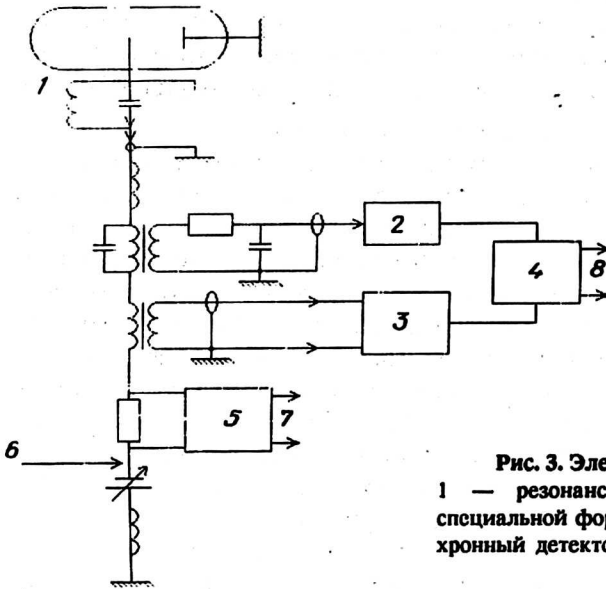 1
2
3
4
8
5
7
6
Рис. 3. Эле
1 — резонанс
специальной фор
хронный детекто